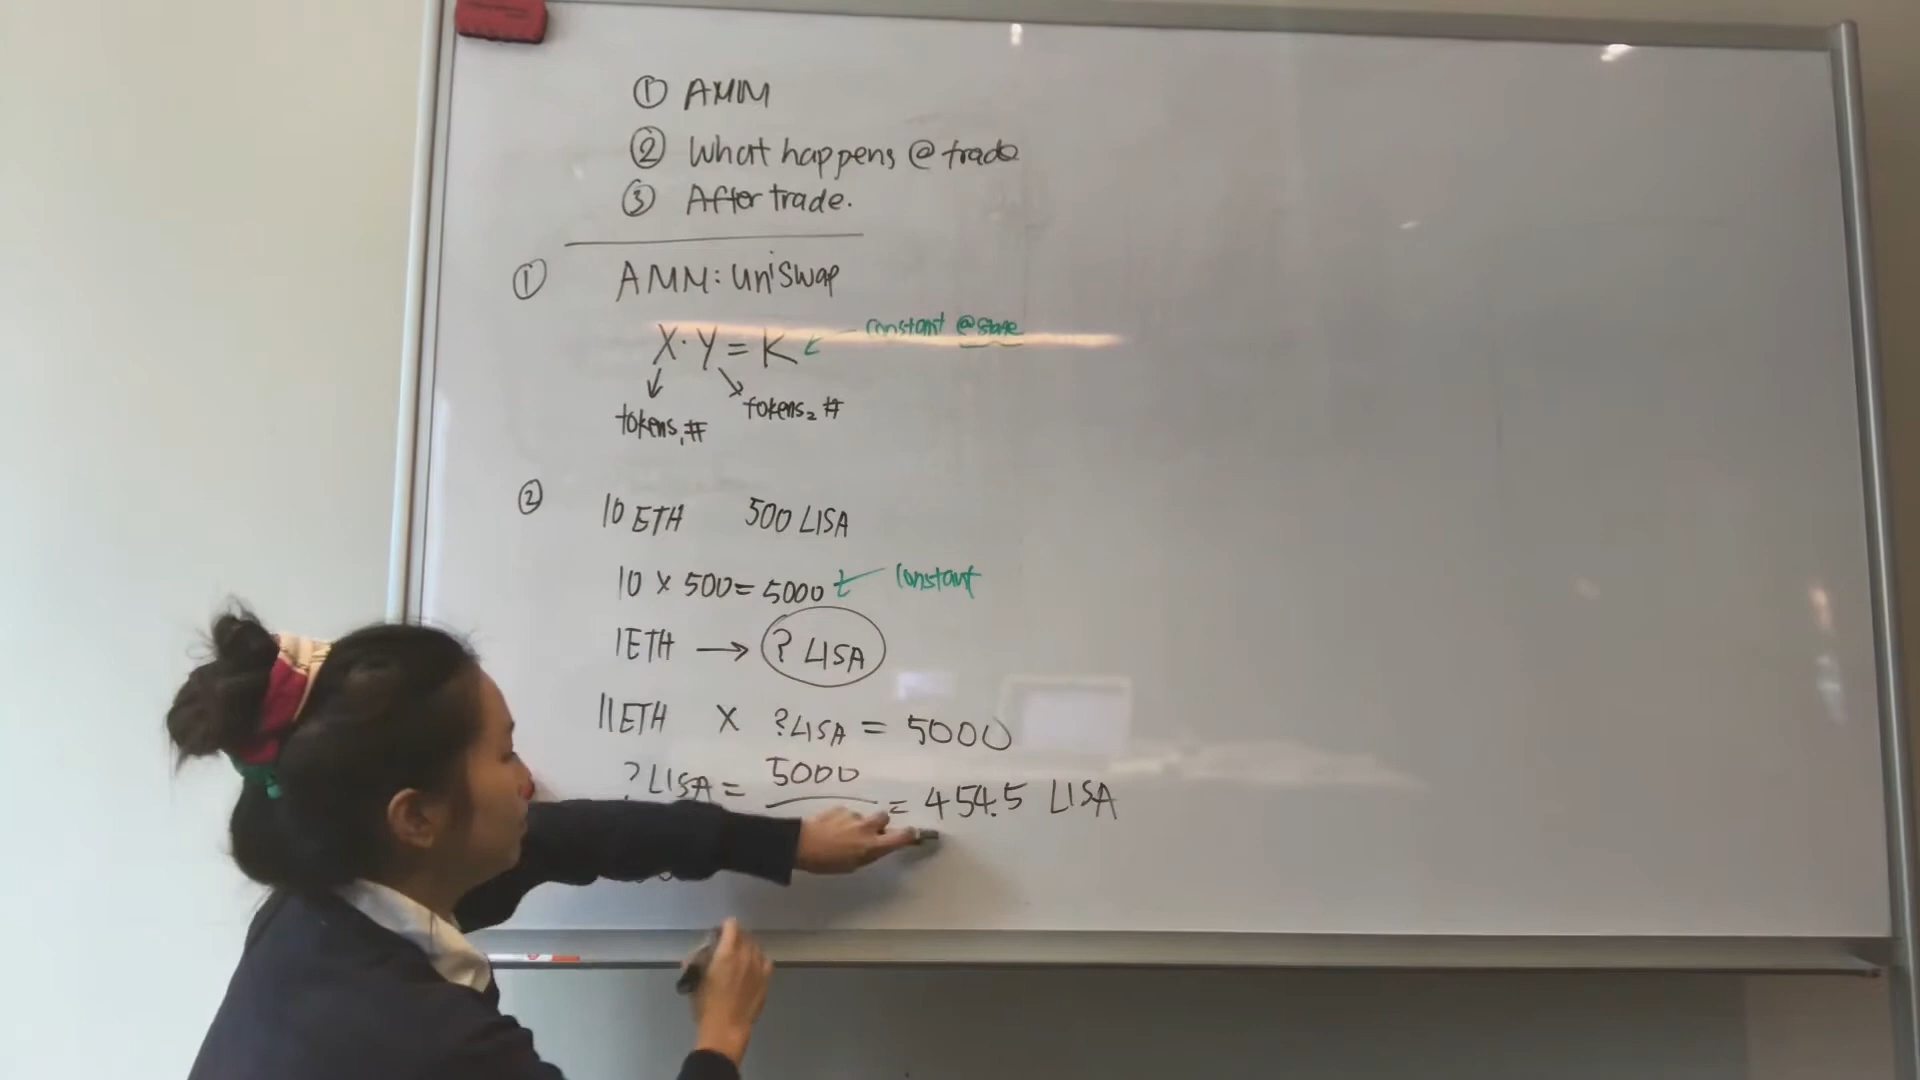 ① AMM
② What happens @ trade
③ After trade.
① AMM: UniSwap
X·Y = K ← constant @state
tokens₁# tokens₂#
② 10 ETH 500 LISA
10 x 500 = 5000 ← constant
1ETH → ? LISA
11ETH X ?LISA = 5000
?LISA = 5000 = 454.5 LISA